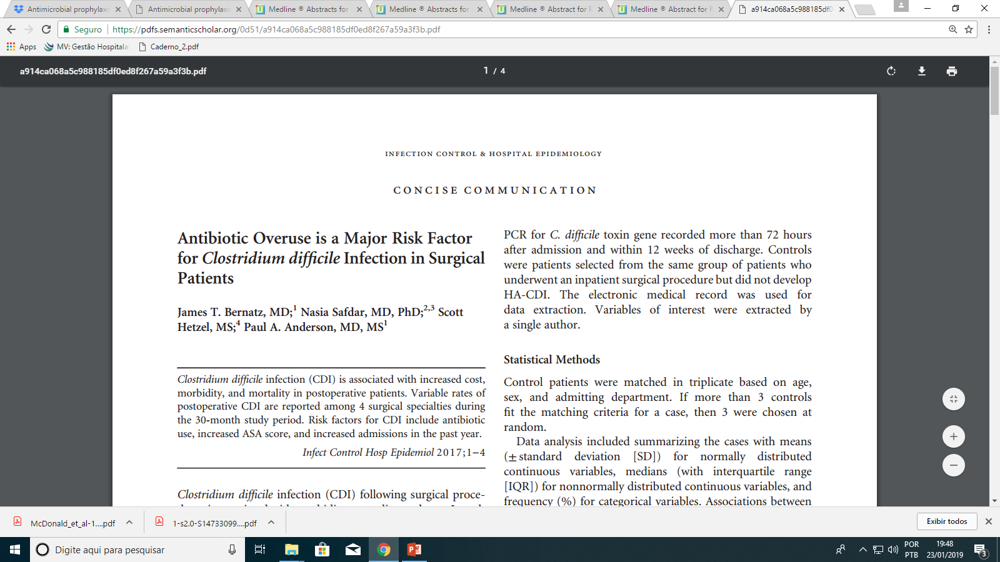 Antimicrobial prophylaxi
Antimicrobial prophylaxi
Medline ® Abstracts for
Medline ® Abstracts for
Medline ® Abstract for R
Medline ® Abstract for R
a914ca068a5c988185df0
Seguro
https://pdfs.semanticscholar.org/0d51/a914ca068a5c988185df0ed8f267a59a3f3b.pdf
Apps
MV: Gestão Hospitala
Caderno_2.pdf
a914ca068a5c988185df0ed8f267a59a3f3b.pdf
1 / 4
INFECTION CONTROL & HOSPITAL EPIDEMIOLOGY
CONCISE COMMUNICATION
Antibiotic Overuse is a Major Risk Factor
for Clostridium difficile Infection in Surgical
Patients
James T. Bernatz, MD;1 Nasia Safdar, MD, PhD;2,3 Scott
Hetzel, MS;4 Paul A. Anderson, MD, MS1
Clostridium difficile infection (CDI) is associated with increased cost,
morbidity, and mortality in postoperative patients. Variable rates of
postoperative CDI are reported among 4 surgical specialties during
the 30-month study period. Risk factors for CDI include antibiotic
use, increased ASA score, and increased admissions in the past year.
Infect Control Hosp Epidemiol 2017;1–4
Clostridium difficile infection (CDI) following surgical proce-
PCR for C. difficile toxin gene recorded more than 72 hours
after admission and within 12 weeks of discharge. Controls
were patients selected from the same group of patients who
underwent an inpatient surgical procedure but did not develop
HA-CDI. The electronic medical record was used for
data extraction. Variables of interest were extracted by
a single author.
Statistical Methods
Control patients were matched in triplicate based on age,
sex, and admitting department. If more than 3 controls
fit the matching criteria for a case, then 3 were chosen at
random.
Data analysis included summarizing the cases with means
(± standard deviation [SD]) for normally distributed
continuous variables, medians (with interquartile range
[IQR]) for nonnormally distributed continuous variables, and
frequency (%) for categorical variables. Associations between
McDonald_et_al-1....pdf
1-s2.0-S14733099....pdf
Exibir todos
Digite aqui para pesquisar
POR
PTB
19:48
23/01/2019
3